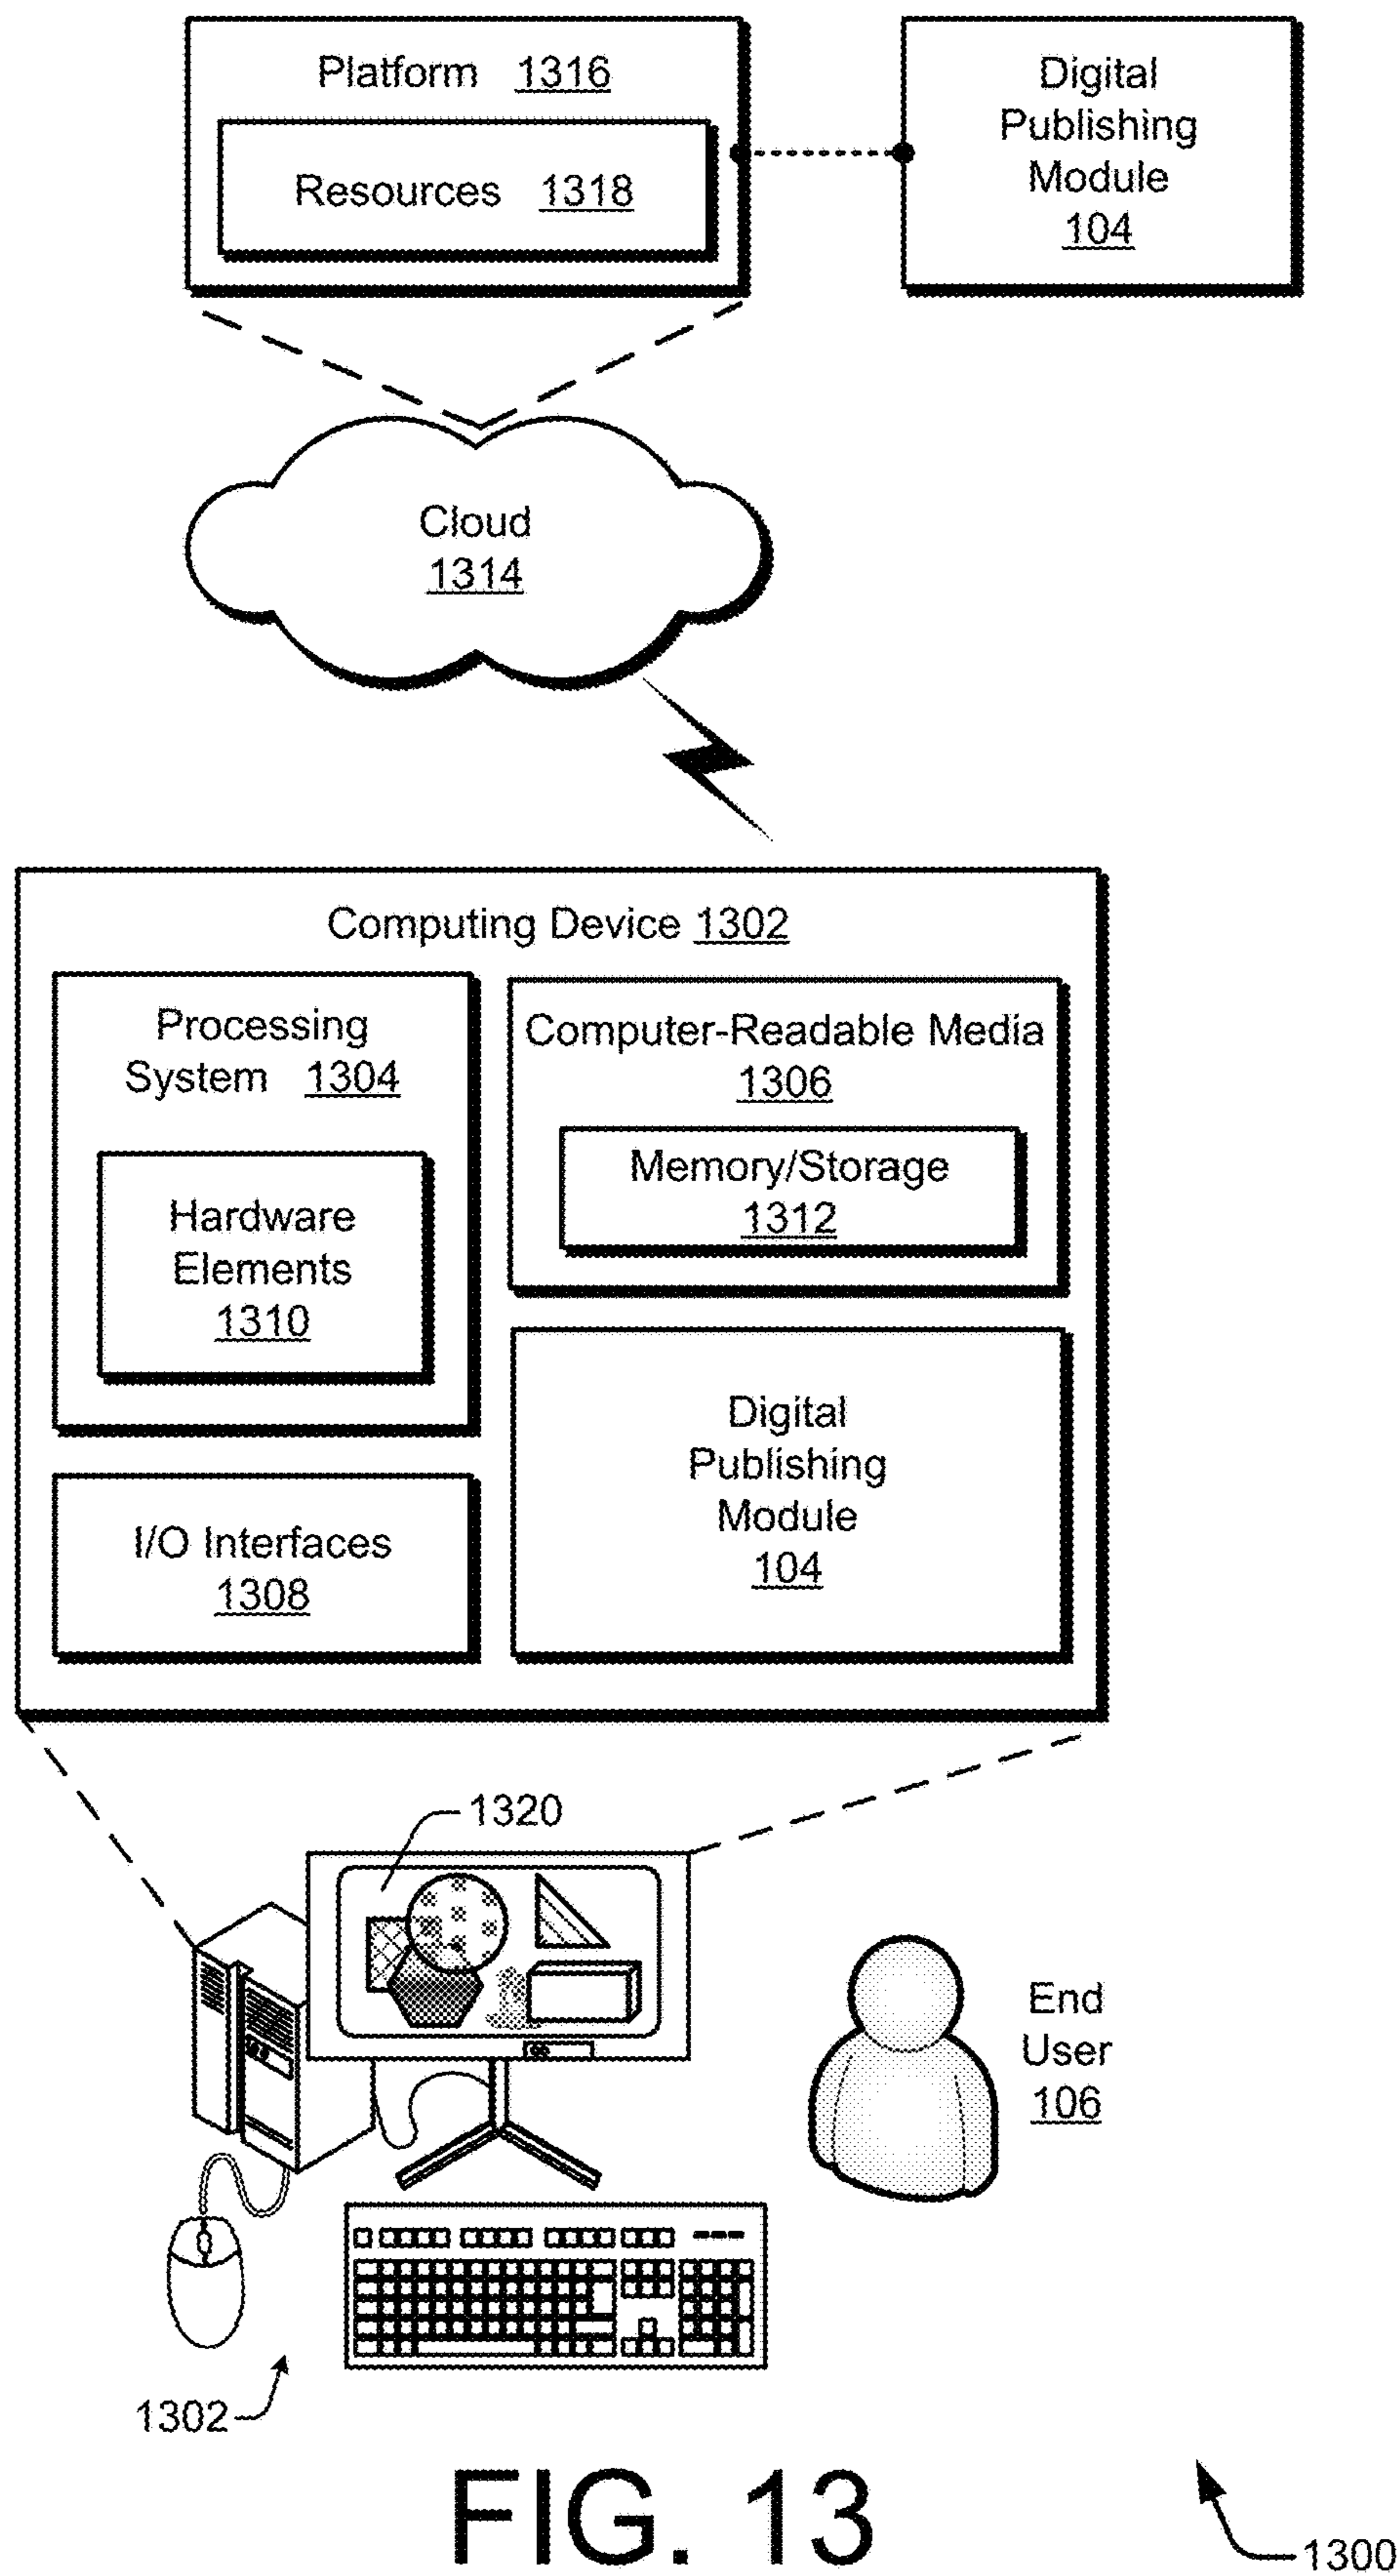 Platform 1316
Resources 1318
Digital
Publishing
Module
104
Cloud
1314
Computing Device 1302
Processing
System 1304
Hardware
Elements
1310
Computer-Readable Media
1306
Memory/Storage
1312
I/O Interfaces
1308
Digital
Publishing
Module
104
1320
End
User
106
1302
FIG. 13
1300